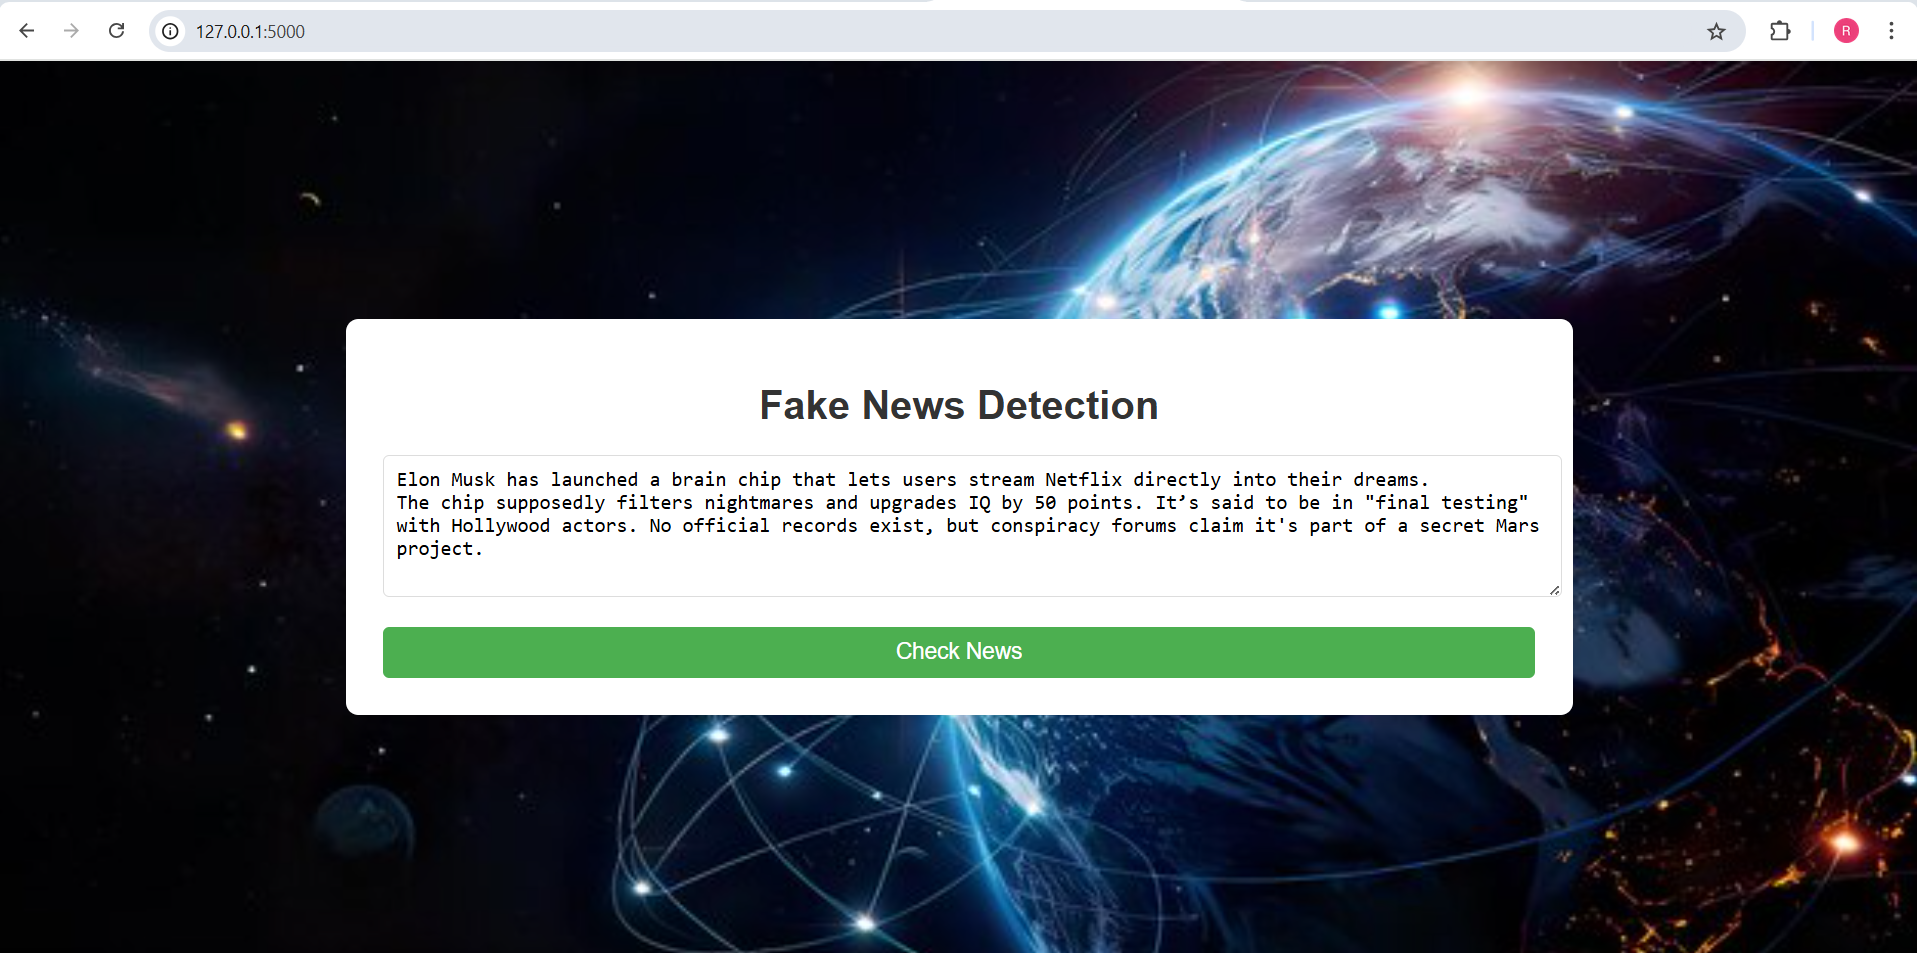 127.0.0.1:5000
R
Fake News Detection
Elon Musk has launched a brain chip that lets users stream Netflix directly into their dreams.
The chip supposedly filters nightmares and upgrades IQ by 50 points. It’s said to be in "final testing"
with Hollywood actors. No official records exist, but conspiracy forums claim it's part of a secret Mars
project.
Check News